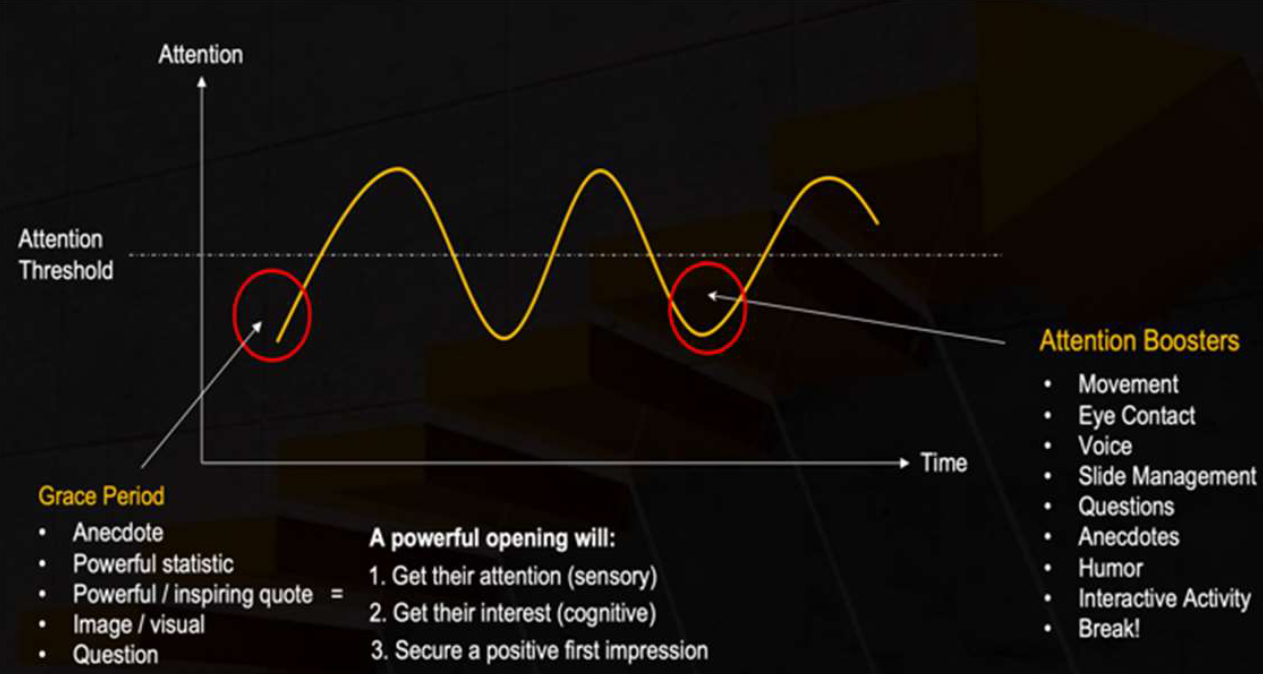 Attention
Attention
Threshold
Time
Grace Period
• Anecdote
• Powerful statistic
• Powerful / inspiring quote =
• Image / visual
• Question
A powerful opening will:
1. Get their attention (sensory)
2. Get their interest (cognitive)
3. Secure a positive first impression
Attention Boosters
• Movement
• Eye Contact
• Voice
• Slide Management
• Questions
• Anecdotes
• Humor
• Interactive Activity
• Break!